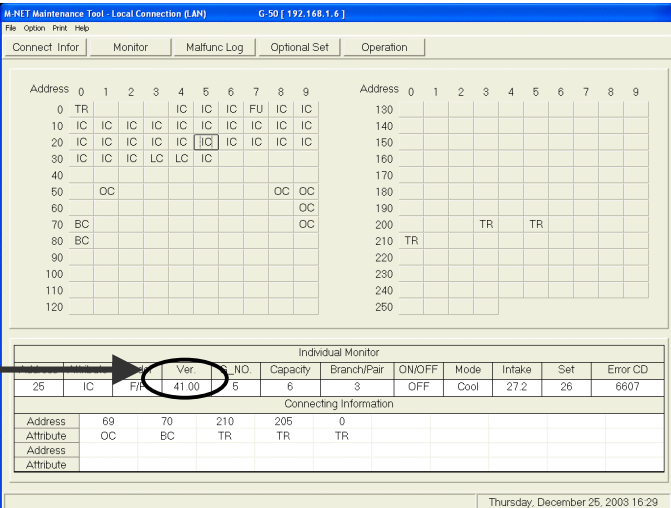 M-NET Maintenance Tool - Local Connection (LAN) G-50 [ 192.168.1.6 ]
File Option Print Help
Connect Infor Monitor Malfunc Log Optional Set Operation
Address 0 1 2 3 4 5 6 7 8 9 Address 0 1 2 3 4 5 6 7 8 9
0 TR IC IC IC FU IC IC 130
10 IC IC IC IC IC IC IC IC IC IC 140
20 IC IC IC IC IC IC IC IC IC IC 150
30 IC IC IC LC LC IC 160
40 170
50 OC OC OC 180
60 OC 190
70 BC OC 200 TR TR
80 BC 210 TR
90 220
100 230
110 240
120 250
Individual Monitor
Ver. Capacity Branch/Pair ON/OFF Mode Intake Set Error CD
25 IC 41.00 5 6 3 OFF Cool 27.2 26 6607
Connecting Information
Address 69 70 210 205 0
Attribute OC BC TR TR TR
Address
Attribute
Thursday, December 25, 2003 16:29